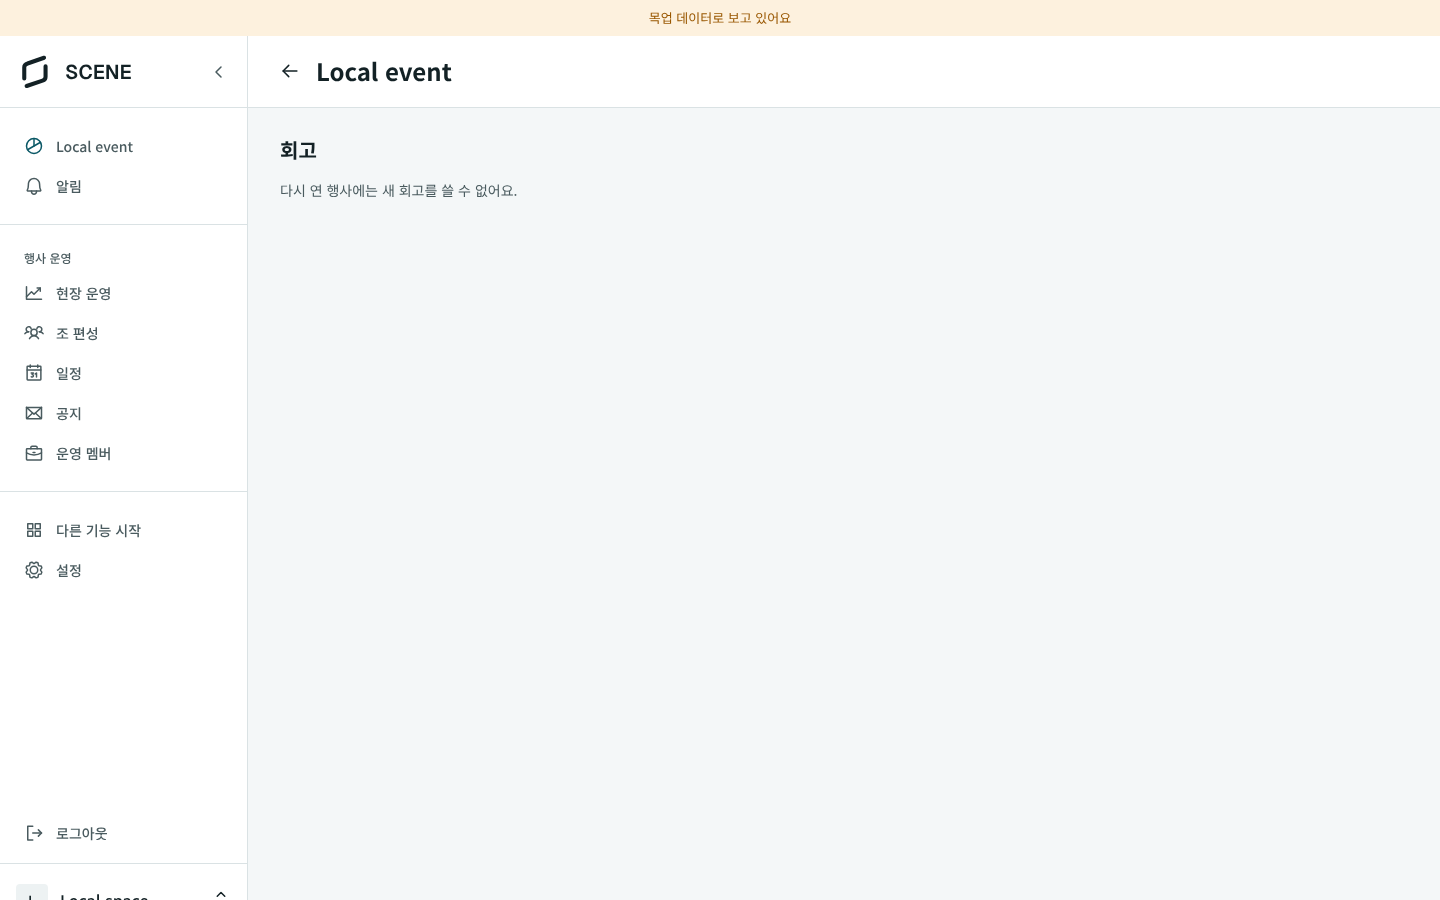 목업 데이터로 보고 있어요
SCENE
Local event
Local event
알림
회고
다시 연 행사에는 새 회고를 쓸 수 없어요.
행사 운영
현장 운영
조 편성
31
일정
공지
운영 멤버
다른 기능 시작
설정
로그아웃
L
Local space